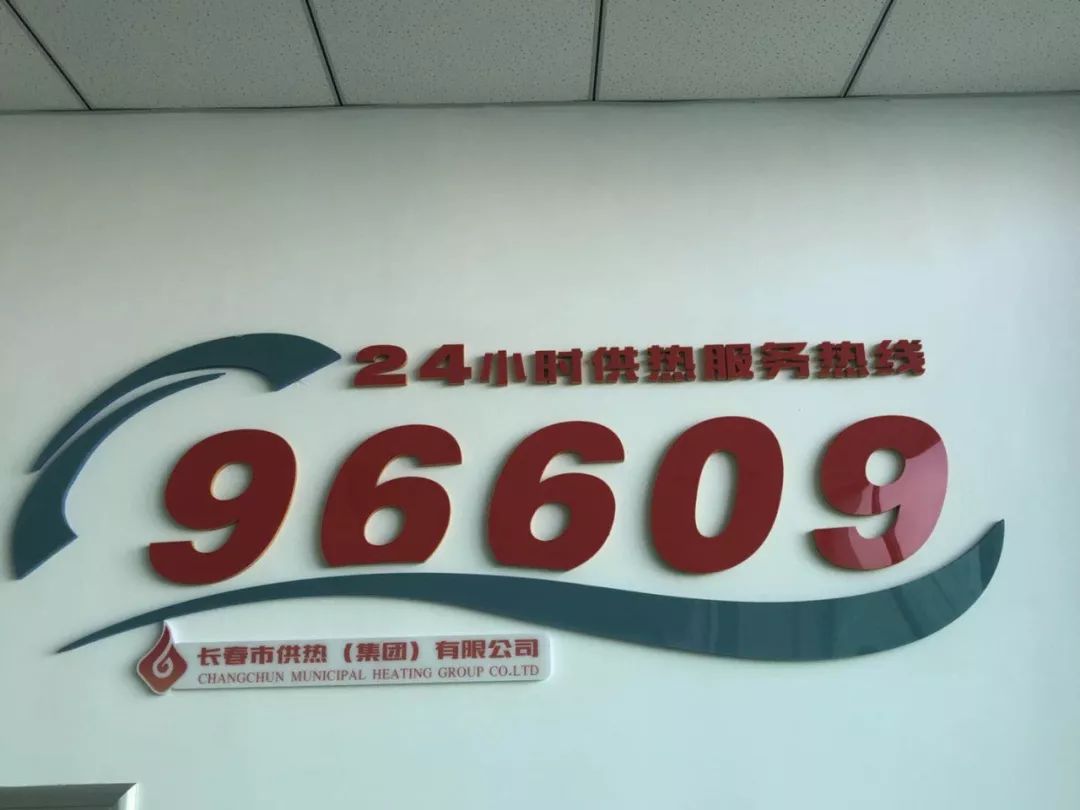 24小时供热服务热线
96609
长春市供热（集团）有限公司
CHANGCHUN MUNICIPAL HEATING GROUP CO.LTD